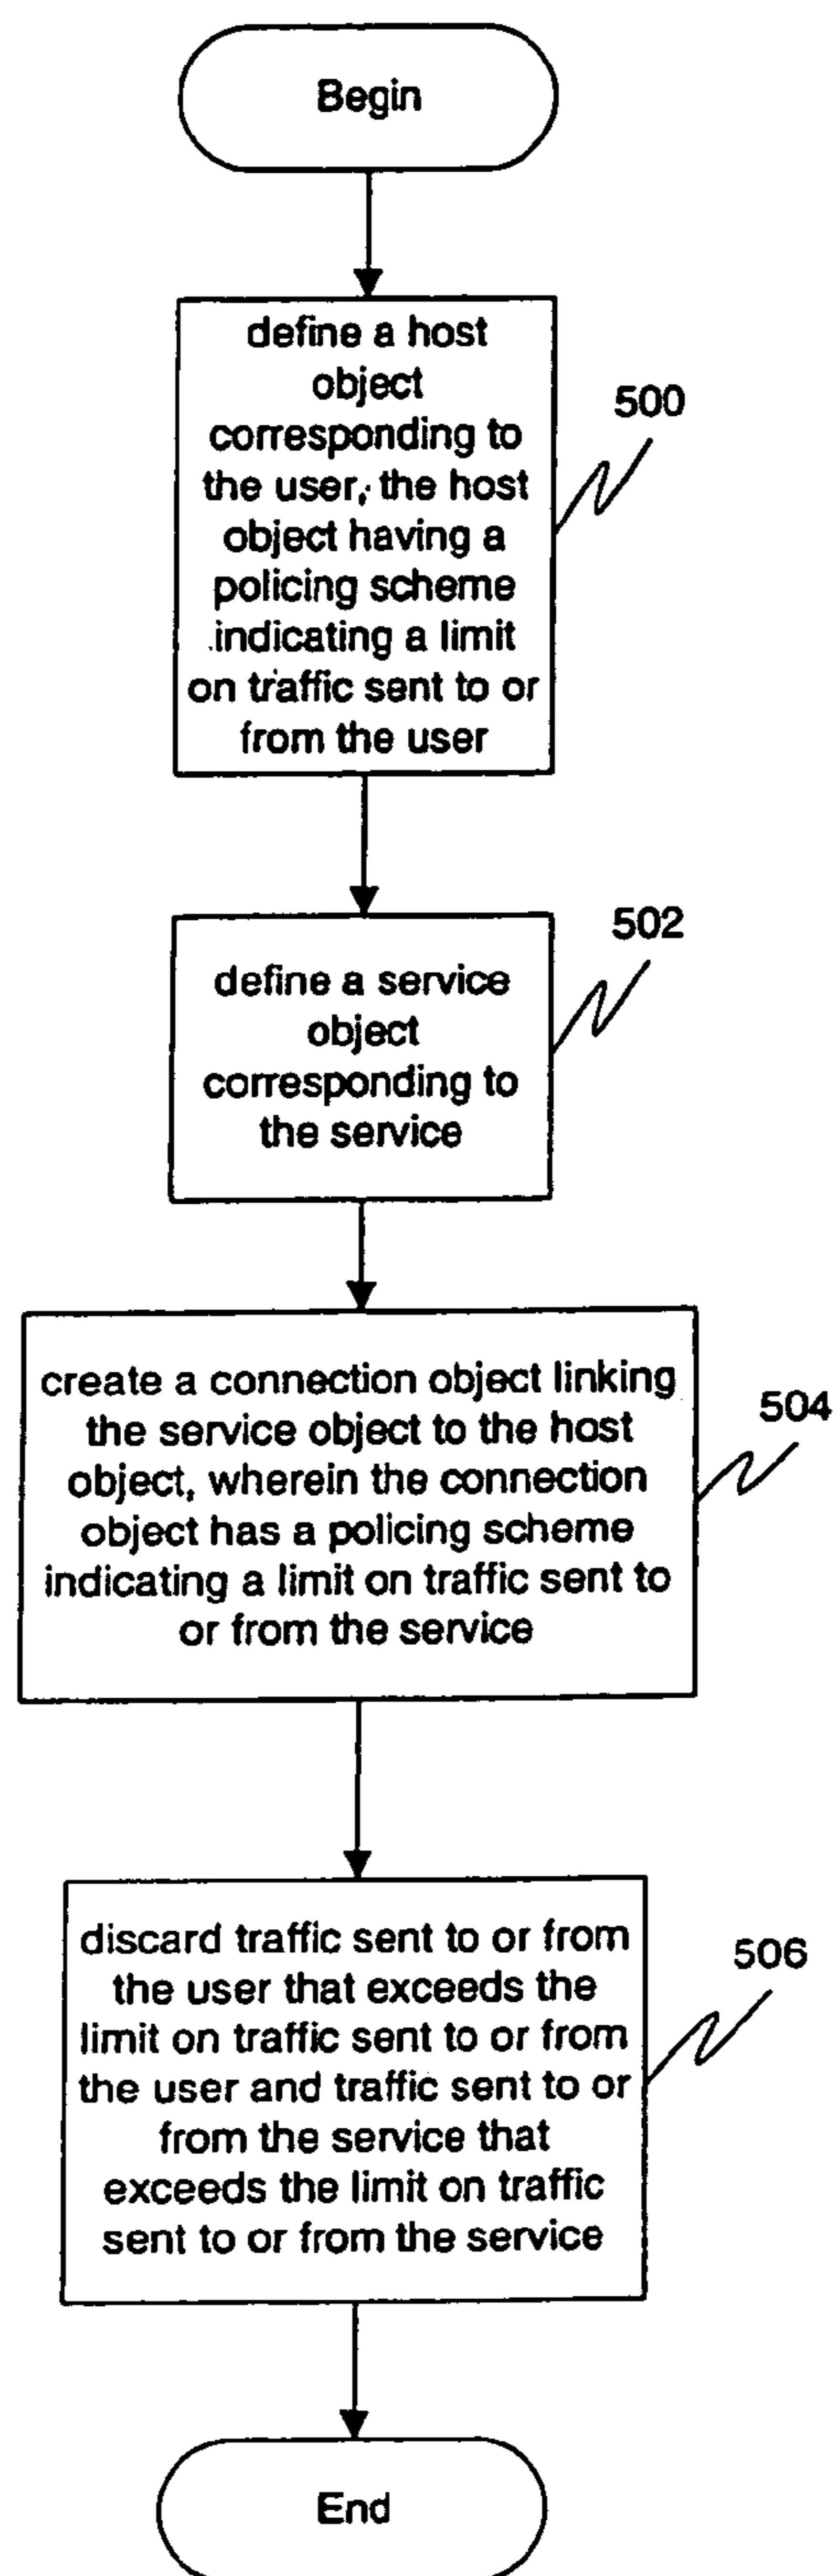 Begin
define a host
object
corresponding to
the user, the host
object having a
policing scheme
indicating a limit
on traffic sent to or
from the user
500
define a service
object
corresponding to
the service
502
create a connection object linking
the service object to the host
object, wherein the connection
object has a policing scheme
indicating a limit on traffic sent to
or from the service
504
discard traffic sent to or from
the user that exceeds the
limit on traffic sent to or from
the user and traffic sent to or
from the service that
exceeds the limit on traffic
sent to or from the service
506
End